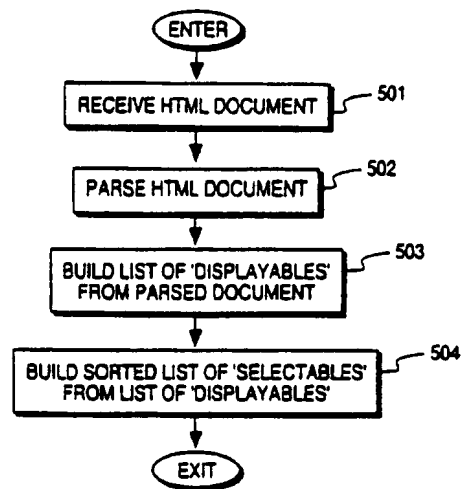 ENTER
RECEIVE HTML DOCUMENT
501
PARSE HTML DOCUMENT
502
BUILD LIST OF 'DISPLAYABLES'
FROM PARSED DOCUMENT
503
BUILD SORTED LIST OF 'SELECTABLES'
FROM LIST OF 'DISPLAYABLES'
504
EXIT